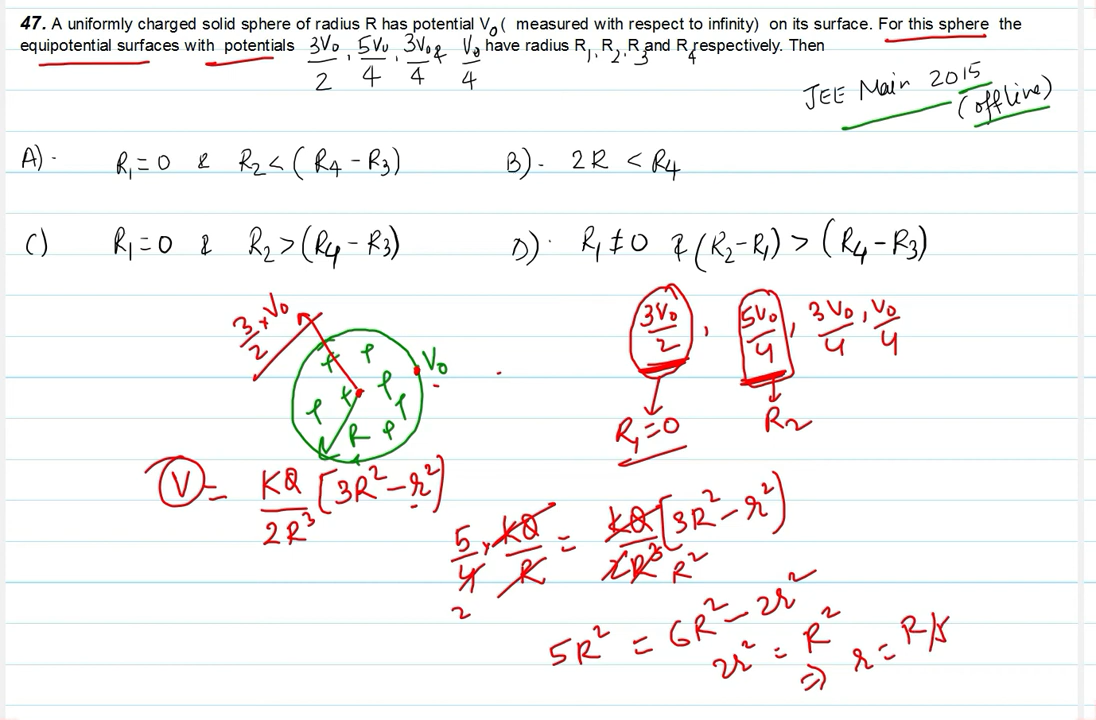 47. A uniformly charged solid sphere of radius R has potential V₀ ( measured with respect to infinity) on its surface. For this sphere the
equipotential surfaces with potentials 3V₀/2 , 5V₀/4 , 3V₀/4 & V₀/4 have radius R₁, R₂, R₃ and R₄ respectively. Then
JEE Main 2015
(offline)
A). R₁ = 0 & R₂ < (R₄ - R₃)
B). 2R < R₄
C) R₁ = 0 & R₂ > (R₄ - R₃)
D). R₁ ≠ 0 & (R₂ - R₁) > (R₄ - R₃)
3/2 × V₀
ρ
V₀
+ + ρ ρ ρ ρ
R
3V₀/2 , 5V₀/4 , 3V₀/4 , V₀/4
R₁ = 0
R₂
V = KQ/2R³ [3R² - r²)
5/4 × KQ/R = KQ/2R³ [3R² - r²)
2 R²
5R² = 6R² - 2r²
2r² = R²
⇒ r = R/